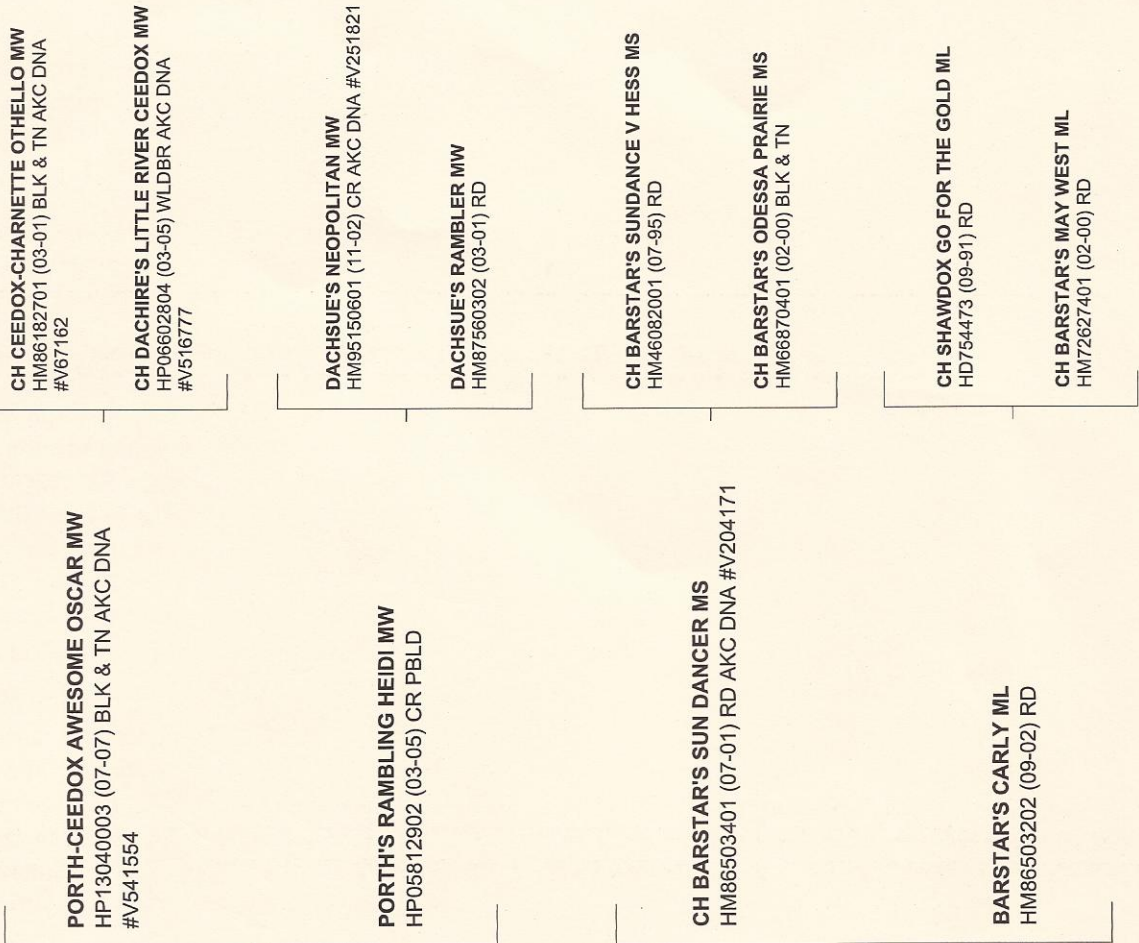 PORTH-CEEDOX AWESOME OSCAR MW
HP13040003 (07-07) BLK & TN AKC DNA
#V541554
PORTH'S RAMBLING HEIDI MW
HP05812902 (03-05) CR PBLD
CH BARSTAR'S SUN DANCER MS
HM86503401 (07-01) RD AKC DNA #V204171
BARSTAR'S CARLY ML
HM86503202 (09-02) RD
CH CEEDOX-CHARNETTE OTHELLO MW
HM86182701 (03-01) BLK & TN AKC DNA
#V67162
CH DACHIRE'S LITTLE RIVER CEEDOX MW
HP06602804 (03-05) WLDBR AKC DNA
#V516777
DACHSUE'S NEOPOLITAN MW
HM95150601 (11-02) CR AKC DNA #V251821
DACHSUE'S RAMBLER MW
HM87560302 (03-01) RD
CH BARSTAR'S SUNDANCE V HESS MS
HM46082001 (07-95) RD
CH BARSTAR'S ODESSA PRAIRIE MS
HM66870401 (02-00) BLK & TN
CH SHAWDOX GO FOR THE GOLD ML
HD754473 (09-91) RD
CH BARSTAR'S MAY WEST ML
HM72627401 (02-00) RD